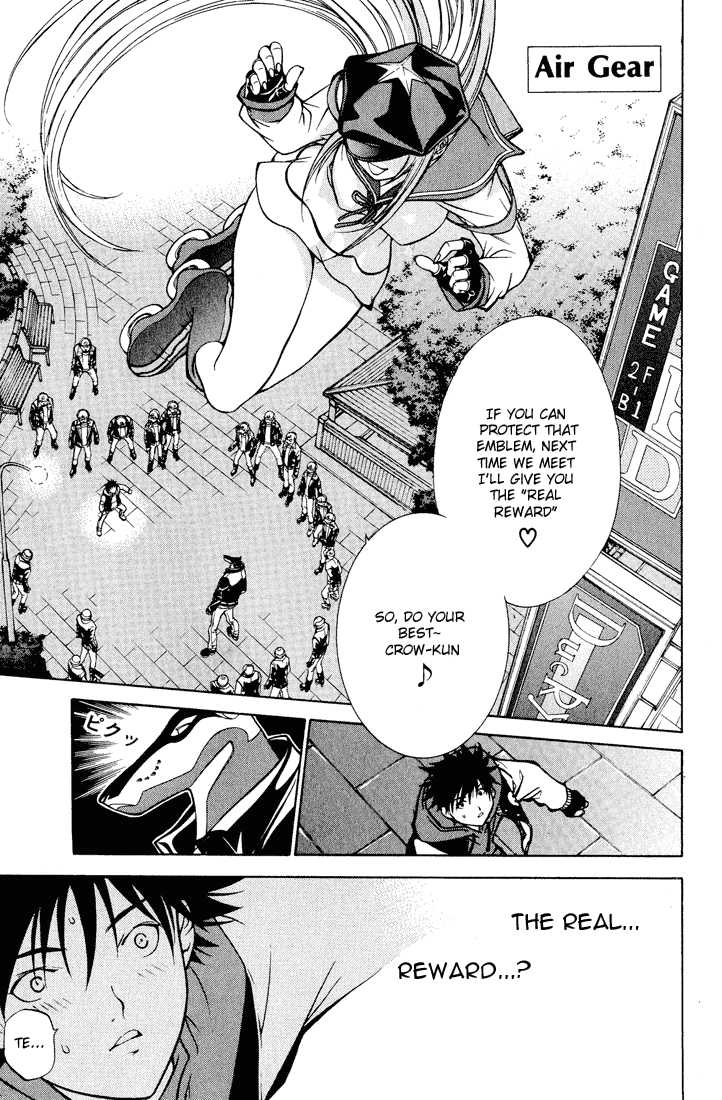 Air Gear
GAME
2F
B1
IF YOU CAN
PROTECT THAT
EMBLEM, NEXT
TIME WE MEET
I'LL GIVE YOU
THE "REAL
REWARD"
♡
SO, DO YOUR
BEST~
CROW-KUN
♪
Ducky
ピクッ
THE REAL...
REWARD...?
TE...